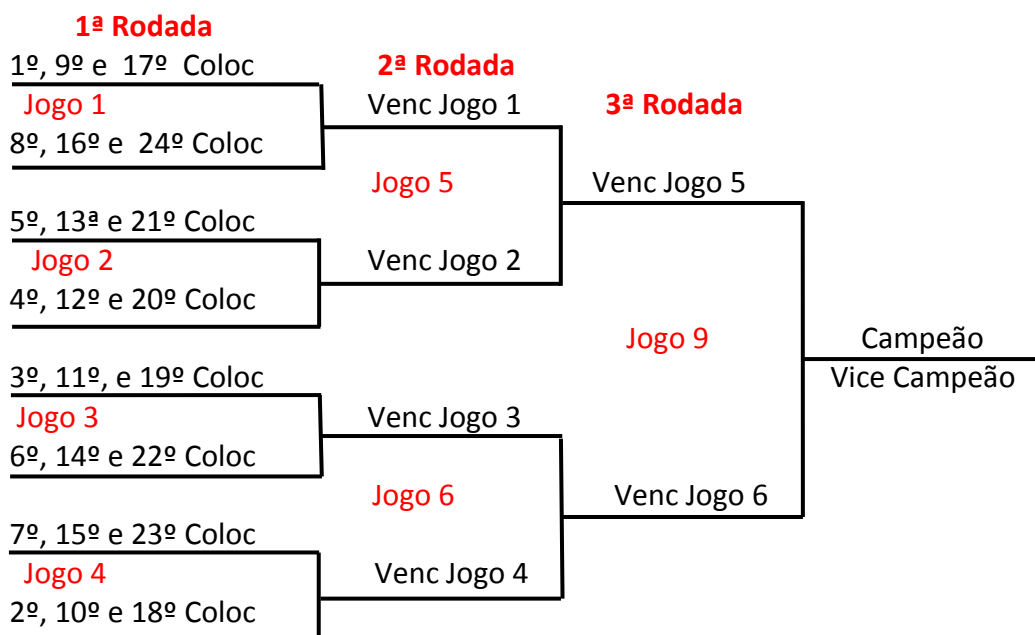 1ª Rodada
1º, 9º e 17º Coloc
Jogo 1
8º, 16º e 24º Coloc
5º, 13ª e 21º Coloc
Jogo 2
4º, 12º e 20º Coloc
3º, 11º, e 19º Coloc
Jogo 3
6º, 14º e 22º Coloc
7º, 15º e 23º Coloc
Jogo 4
2º, 10º e 18º Coloc
2ª Rodada
Venc Jogo 1
Jogo 5
Venc Jogo 2
Venc Jogo 3
Jogo 6
Venc Jogo 4
3ª Rodada
Venc Jogo 5
Jogo 9
Venc Jogo 6
Campeão
Vice Campeão